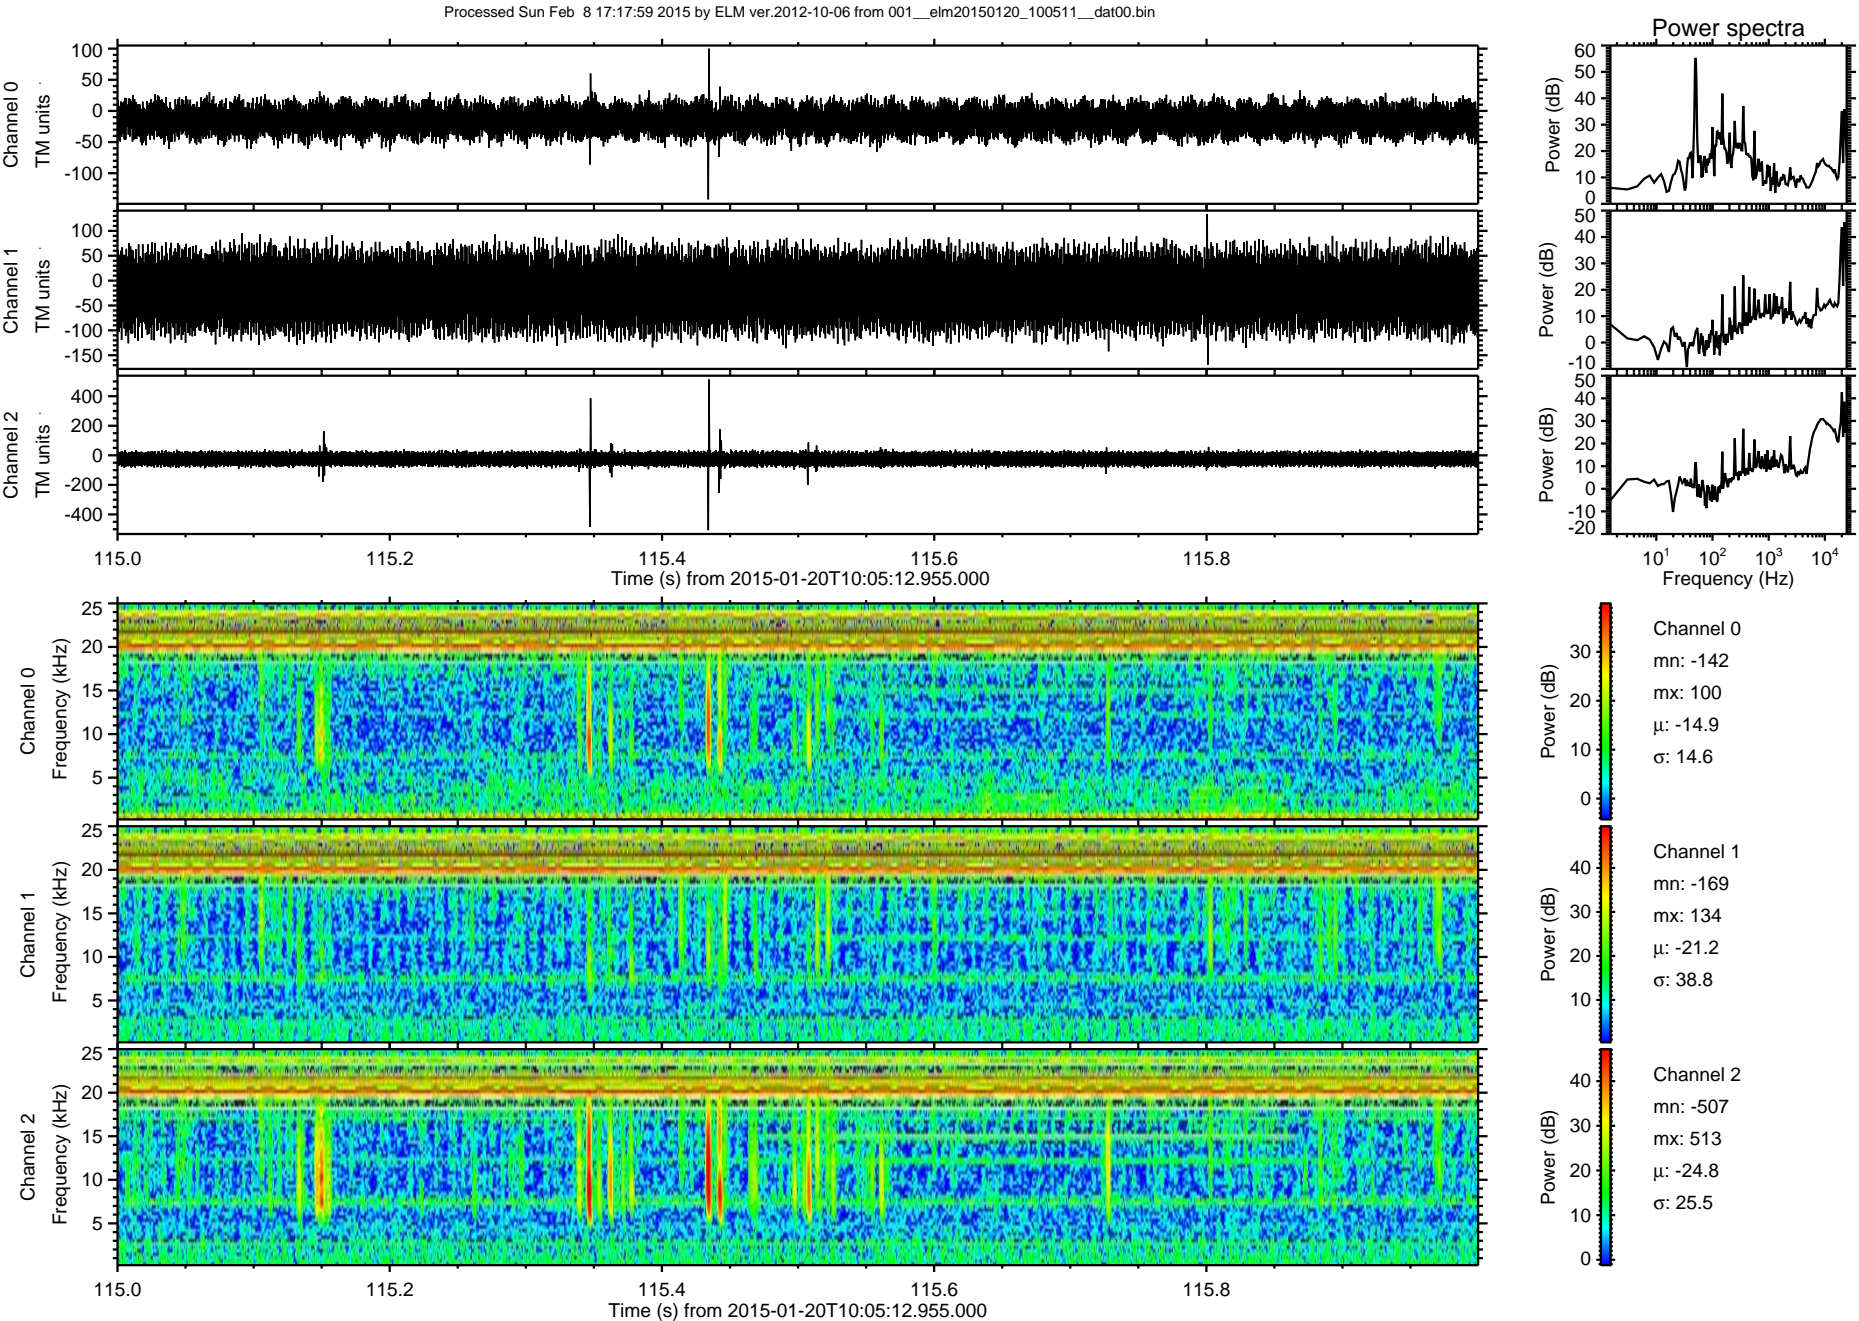 Processed Sun Feb  8 17:17:59 2015 by ELM ver.2012-10-06 from 001__elm20150120_100511__dat00.bin
Power spectra
Channel 0
TM units
100
50
0
-50
-100
Power (dB)
60
50
40
30
20
10
0
Channel 1
TM units
100
50
0
-50
-100
-150
Power (dB)
50
40
30
20
10
0
-10
Channel 2
TM units
400
200
0
-200
-400
Power (dB)
50
40
30
20
10
0
-10
-20
115.0 115.2 115.4 115.6 115.8
Time (s) from 2015-01-20T10:05:12.955.000
10¹ 10² 10³ 10⁴
Frequency (Hz)
Channel 0
Frequency (kHz)
25
20
15
10
5
Power (dB)
30
20
10
0
Channel 0
mn: -142
mx: 100
μ: -14.9
σ: 14.6
Channel 1
Frequency (kHz)
25
20
15
10
5
Power (dB)
40
30
20
10
Channel 1
mn: -169
mx: 134
μ: -21.2
σ: 38.8
Channel 2
Frequency (kHz)
25
20
15
10
5
Power (dB)
40
30
20
10
0
Channel 2
mn: -507
mx: 513
μ: -24.8
σ: 25.5
115.0 115.2 115.4 115.6 115.8
Time (s) from 2015-01-20T10:05:12.955.000